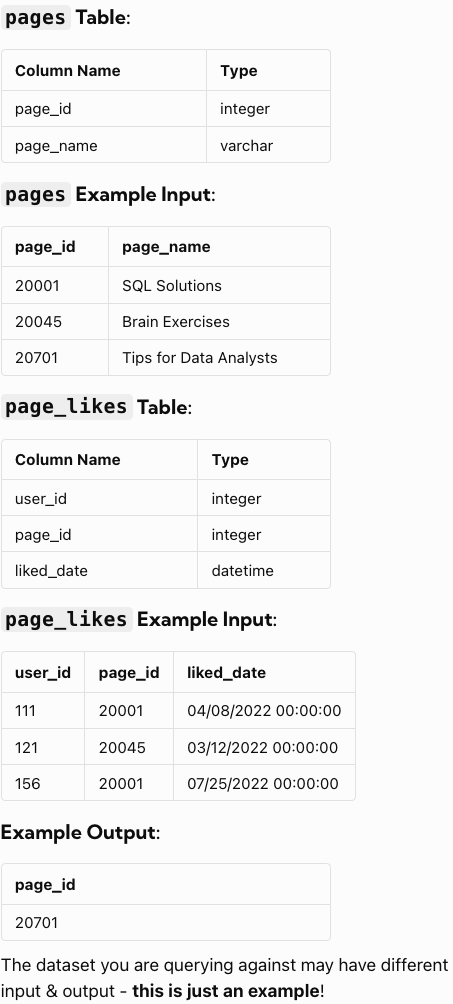 pages Table:
Column Name Type
page_id integer
page_name varchar
pages Example Input:
page_id page_name
20001 SQL Solutions
20045 Brain Exercises
20701 Tips for Data Analysts
page_likes Table:
Column Name Type
user_id integer
page_id integer
liked_date datetime
page_likes Example Input:
user_id page_id liked_date
111 20001 04/08/2022 00:00:00
121 20045 03/12/2022 00:00:00
156 20001 07/25/2022 00:00:00
Example Output:
page_id
20701
The dataset you are querying against may have different
input & output - this is just an example!